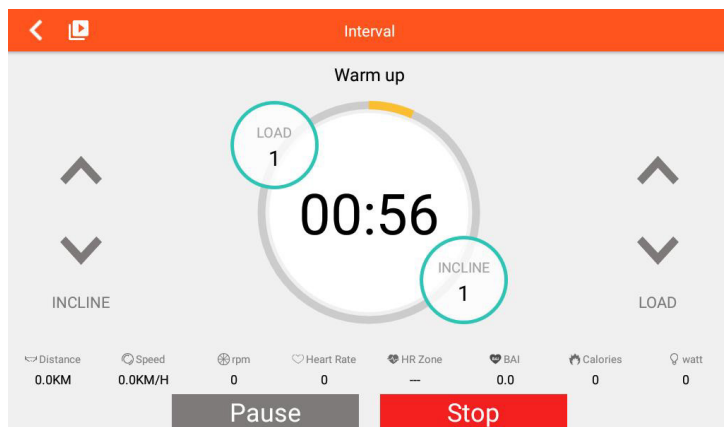 Interval
Warm up
LOAD
1
00:56
INCLINE
1
INCLINE
LOAD
Distance Speed rpm Heart Rate HR Zone BAI Calories watt
0.0KM 0.0KM/H 0 0 --- 0.0 0 0
Pause Stop